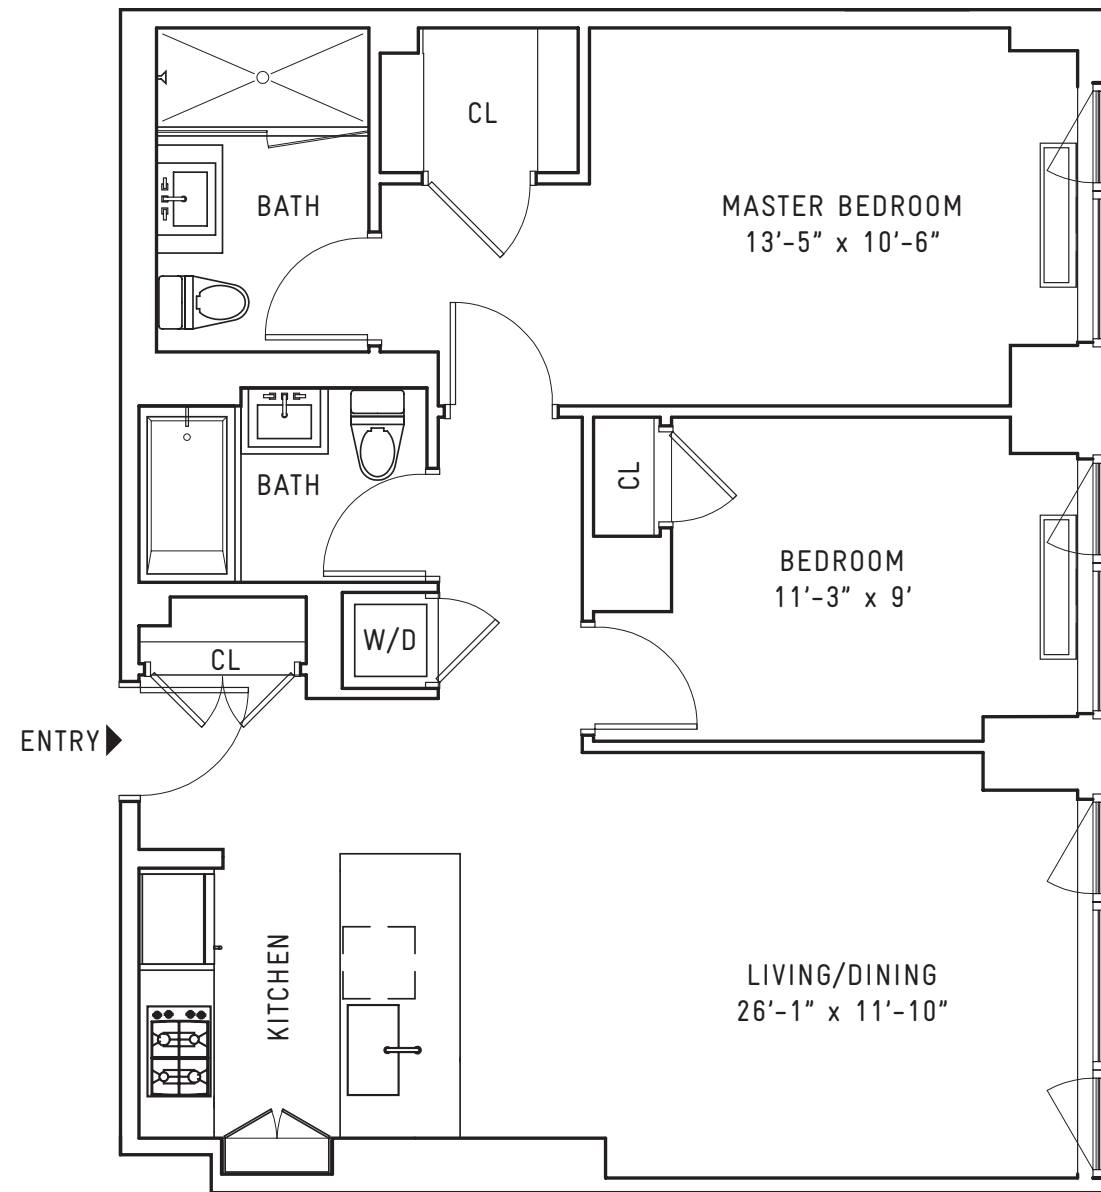 CL
BATH
MASTER BEDROOM
13'-5" x 10'-6"
CL
BATH
BEDROOM
11'-3" x 9'
W/D
CL
ENTRY
KITCHEN
LIVING/DINING
26'-1" x 11'-10"